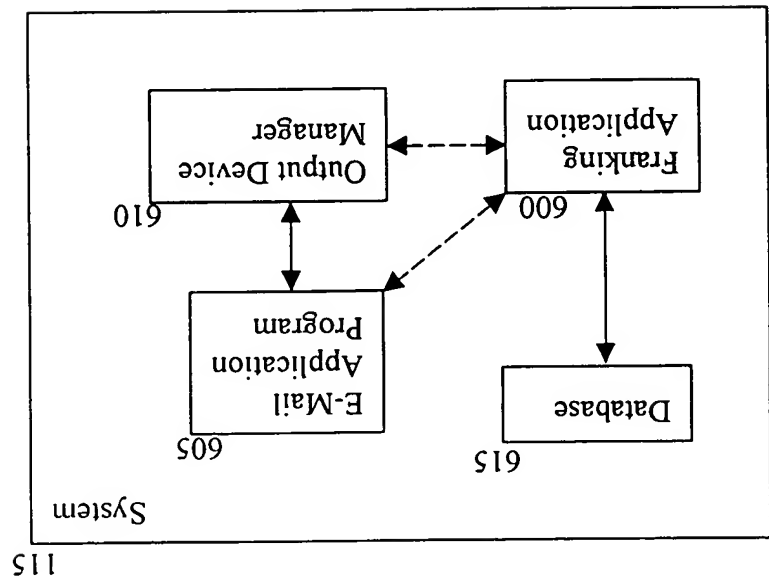 115
System
615
Database
605
E-Mail
Application
Program
600
Franking
Application
610
Output Device
Manager